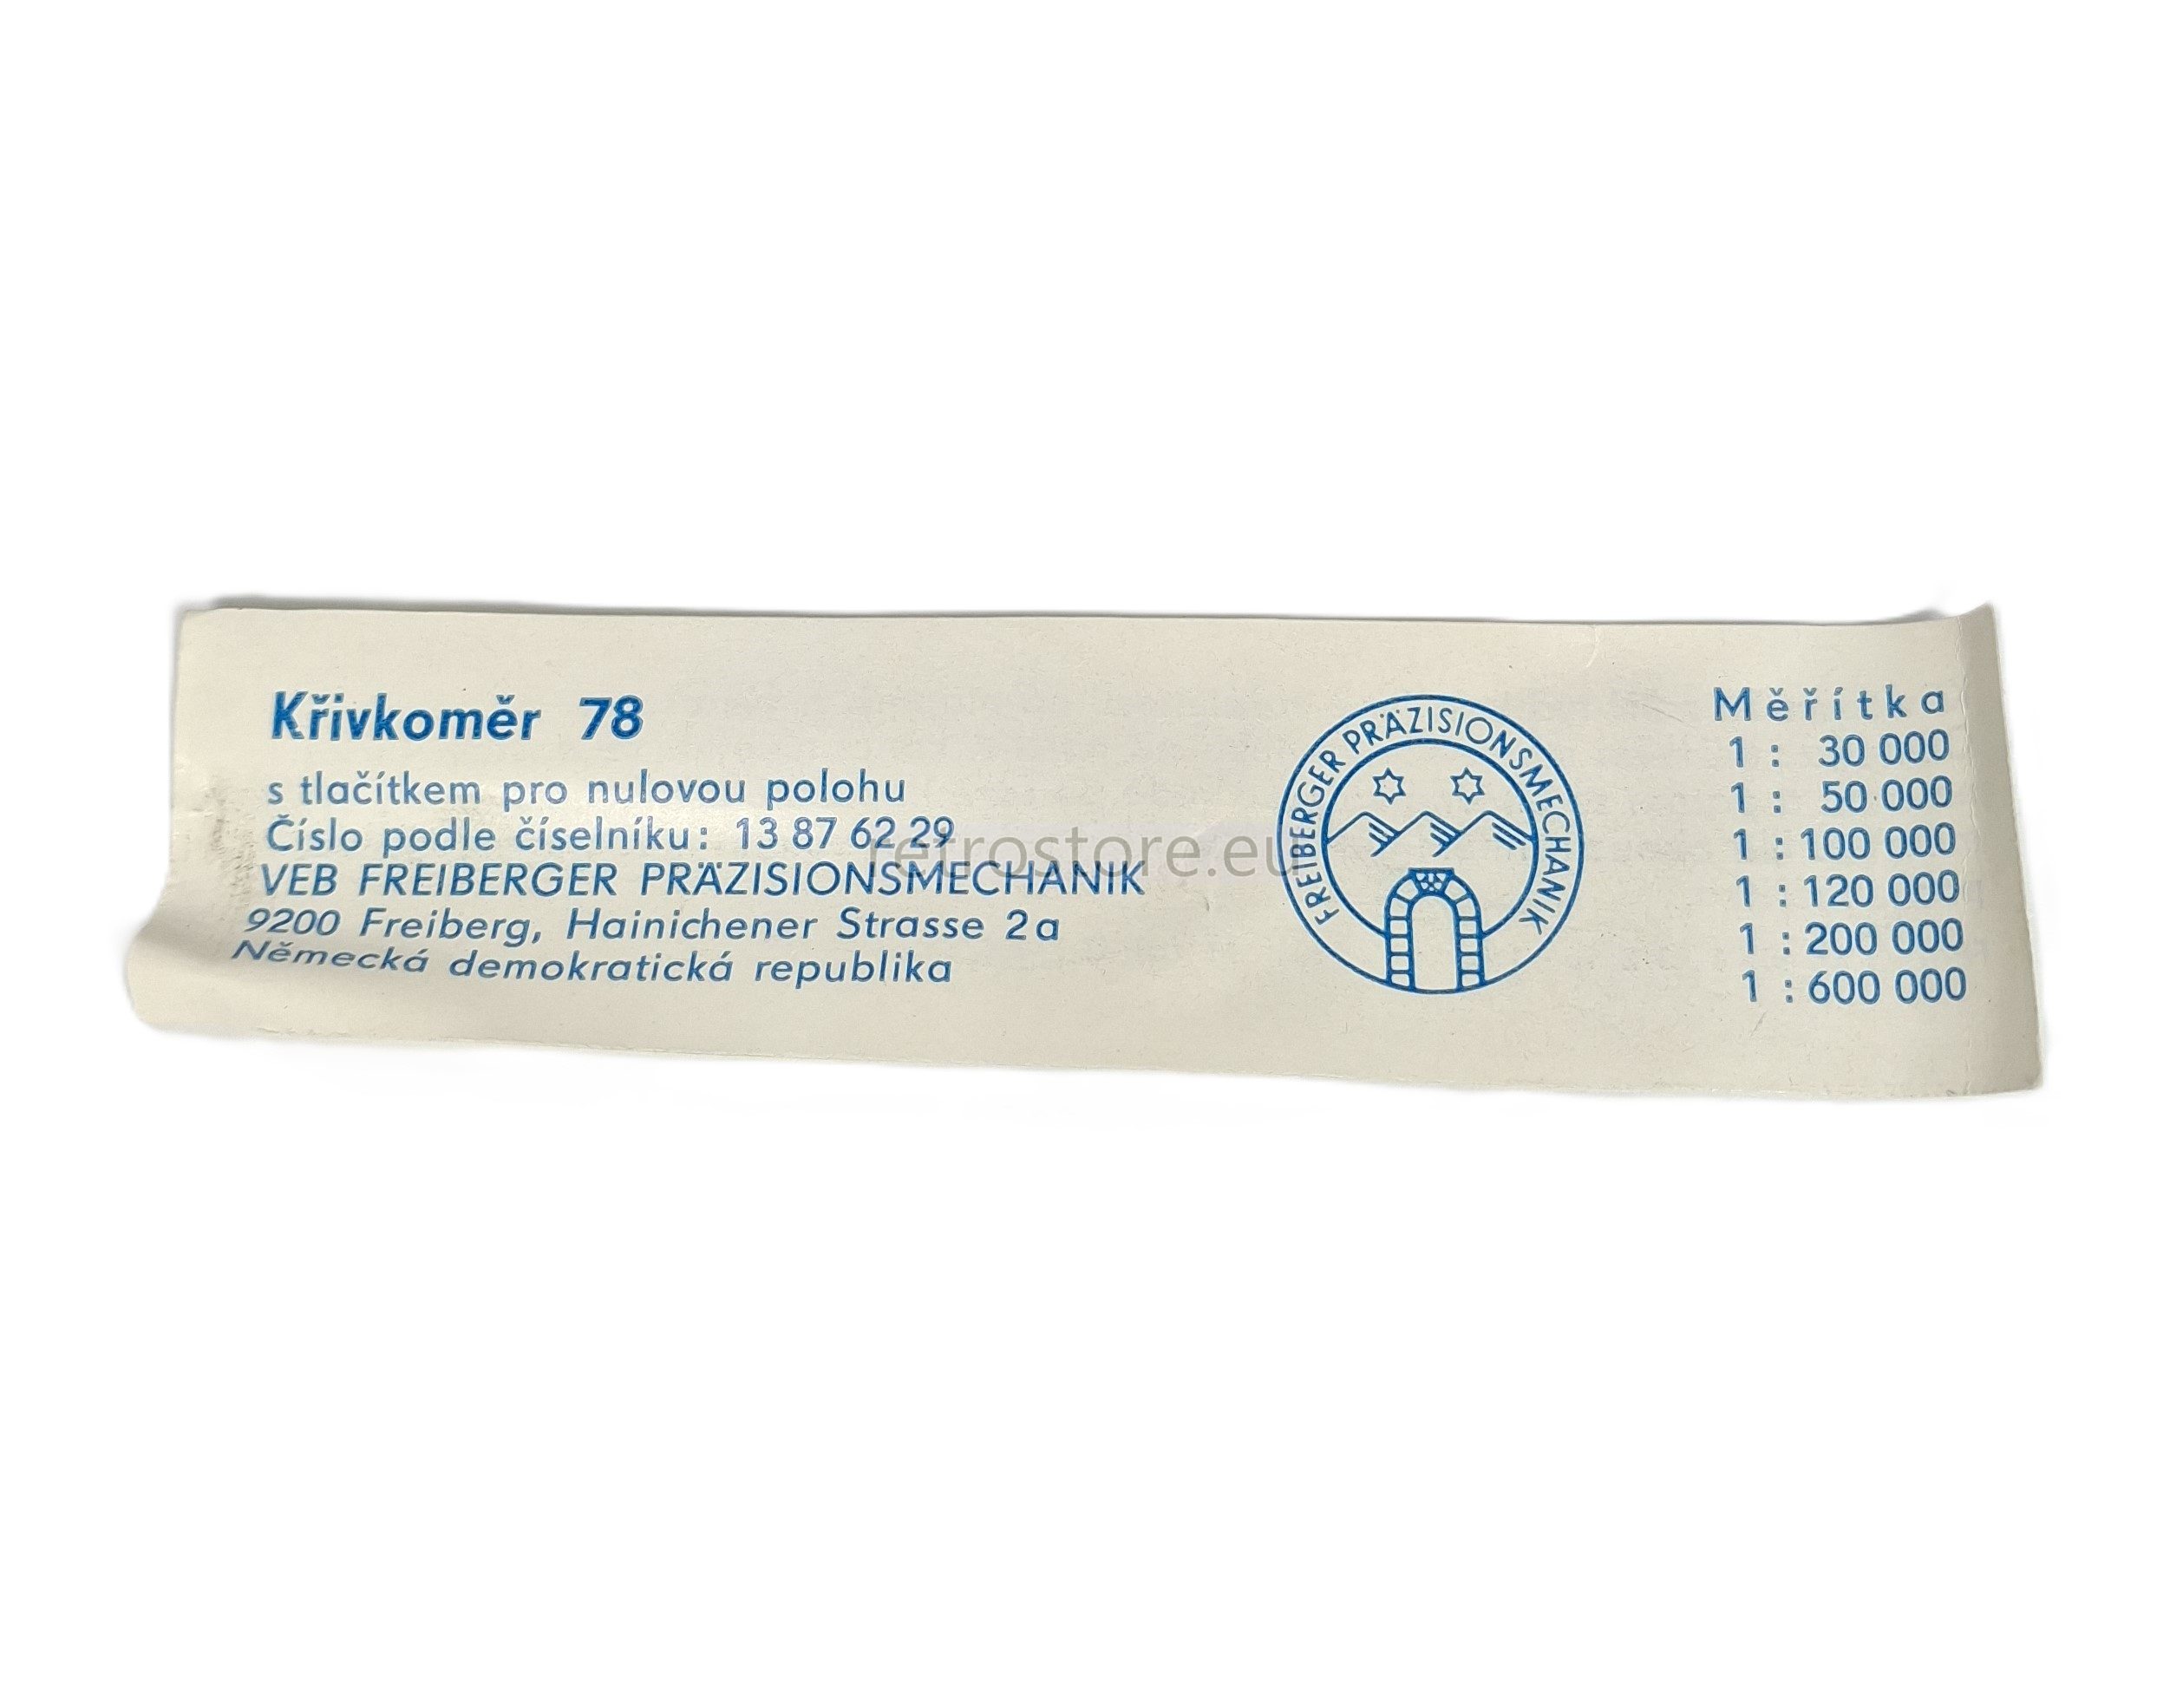 Křivkoměr 78
s tlačítkem pro nulovou polohu
Číslo podle číselníku: 13 87 62 29
VEB FREIBERGER PRÄZISIONSMECHANIK
9200 Freiberg, Hainichener Strasse 2a
Německá demokratická republika
retrostore.eu
FREIBERGER PRÄZISIONSMECHANIK
Měřítka
1 : 30 000
1 : 50 000
1 : 100 000
1 : 120 000
1 : 200 000
1 : 600 000